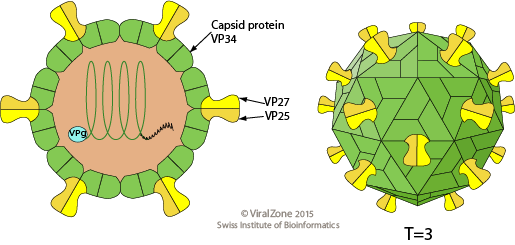 Capsid protein
VP34
VP27
VP25
VPg
© ViralZone 2015
Swiss Institute of Bioinformatics
T=3